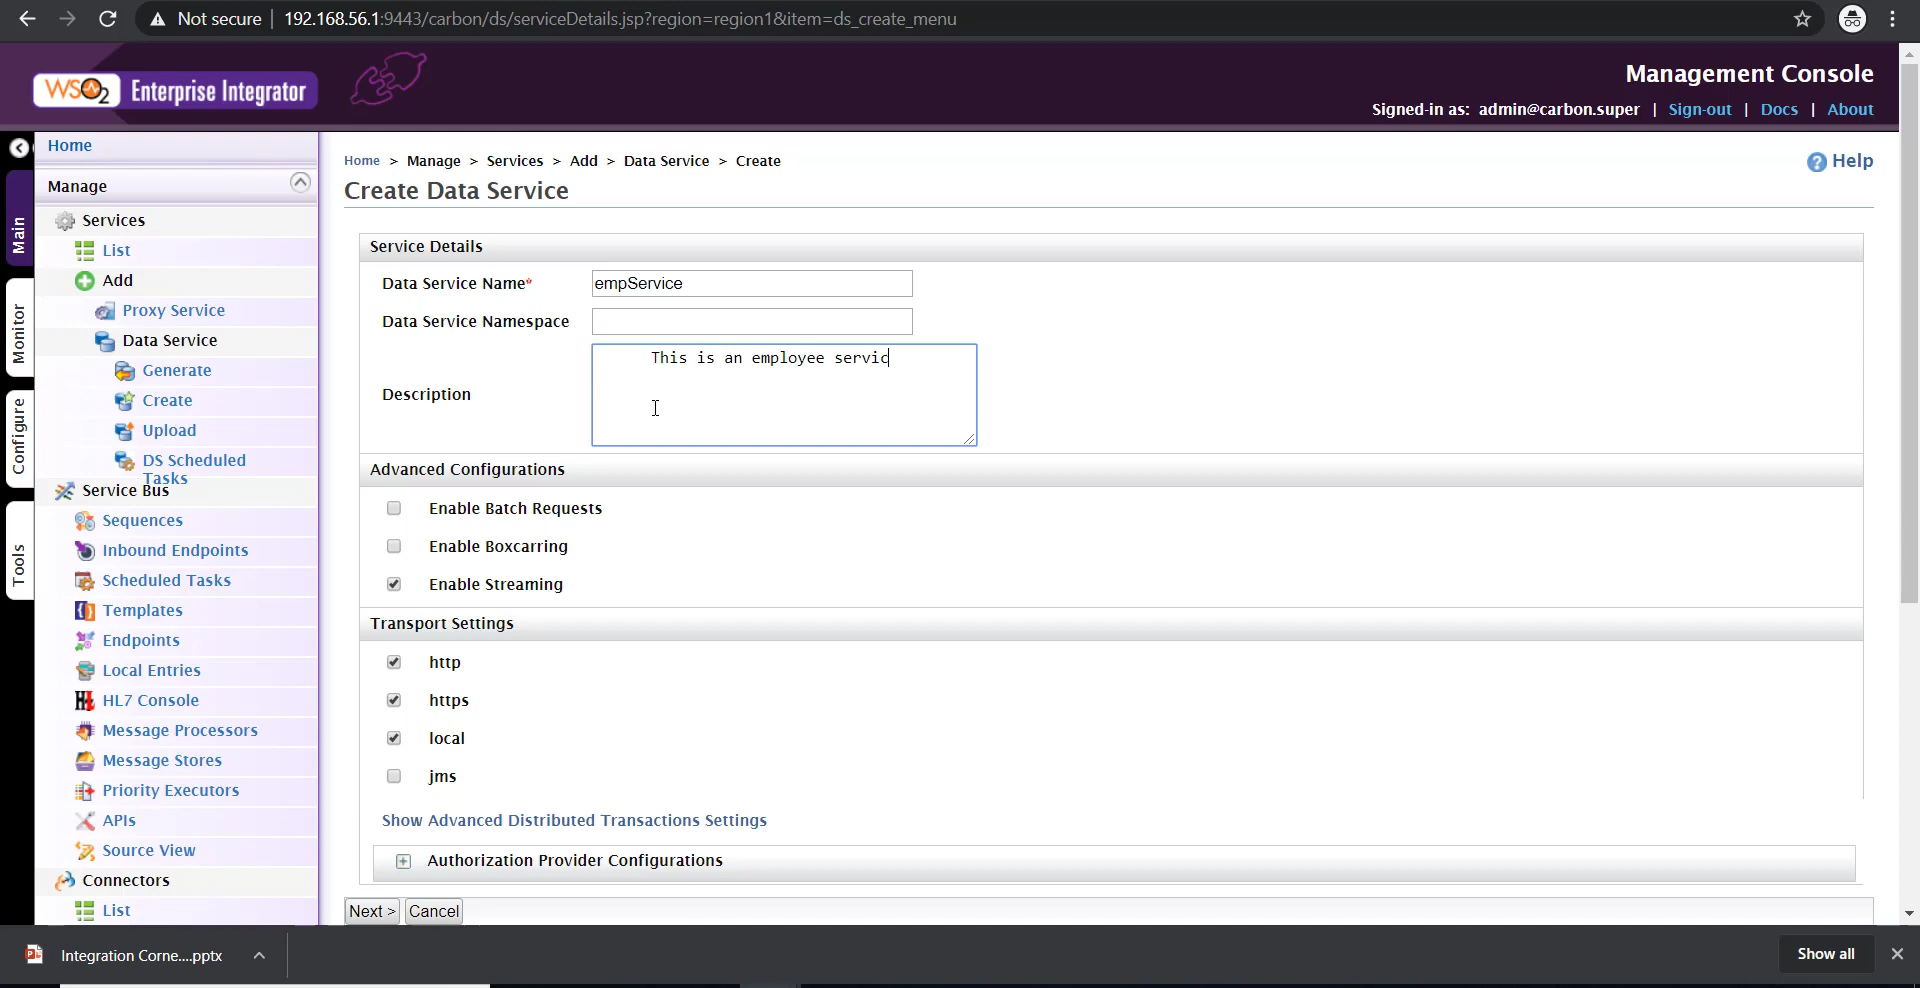 Not secure | 192.168.56.1:9443/carbon/ds/serviceDetails.jsp?region=region1&item=ds_create_menu
WSO2 Enterprise Integrator
Management Console
Signed-in as: admin@carbon.super | Sign-out | Docs | About
Main
Monitor
Configure
Tools
Home
Manage
Services
List
Add
Proxy Service
Data Service
Generate
Create
Upload
DS Scheduled
Tasks
Service Bus
Sequences
Inbound Endpoints
Scheduled Tasks
Templates
Endpoints
Local Entries
HL7 Console
Message Processors
Message Stores
Priority Executors
APIs
Source View
Connectors
List
Home > Manage > Services > Add > Data Service > Create
Help
Create Data Service
Service Details
Data Service Name* empService
Data Service Namespace
Description This is an employee servic
Advanced Configurations
Enable Batch Requests
Enable Boxcarring
Enable Streaming
Transport Settings
http
https
local
jms
Show Advanced Distributed Transactions Settings
Authorization Provider Configurations
Next > Cancel
Integration Corne....pptx
Show all